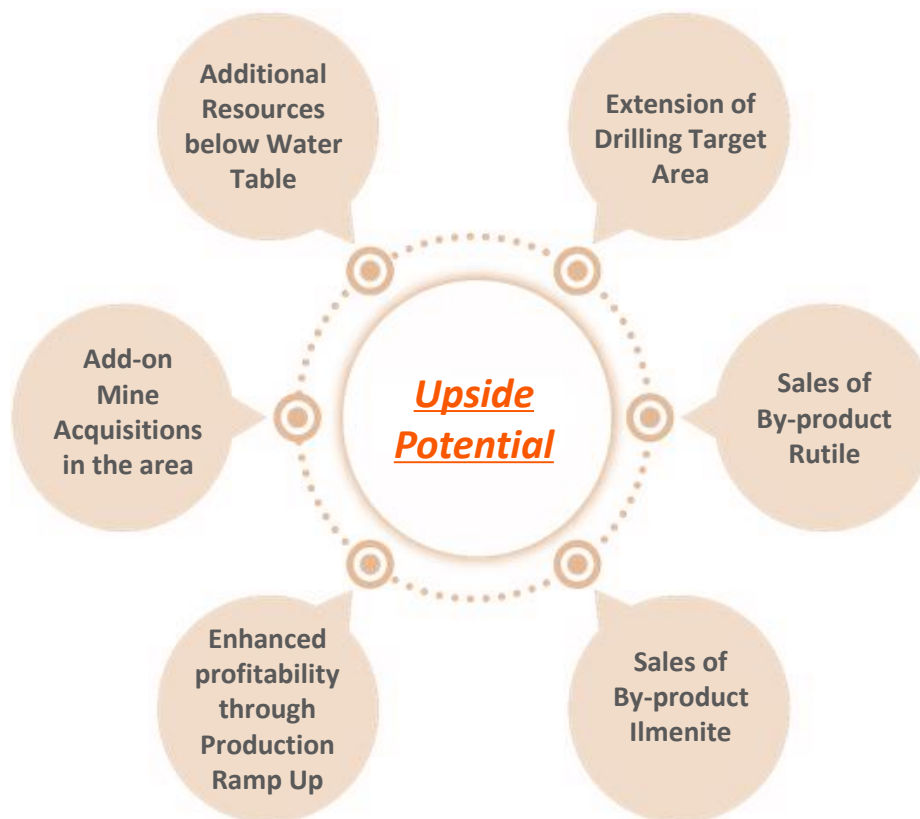 Additional
Resources
below Water
Table
Extension of
Drilling Target
Area
Add-on
Mine
Acquisitions
in the area
Upside
Potential
Sales of
By-product
Rutile
Enhanced
profitability
through
Production
Ramp Up
Sales of
By-product
Ilmenite